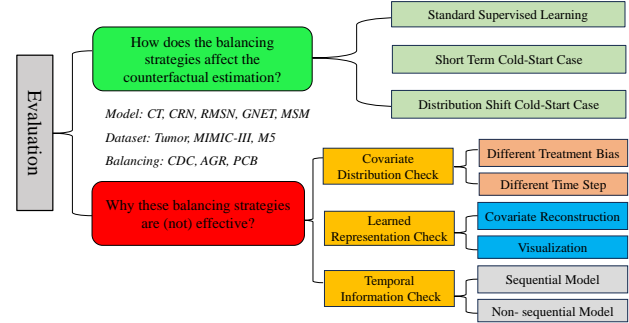 Evaluation
How does the balancing
strategies affect the
counterfactual estimation?
Standard Supervised Learning
Short Term Cold-Start Case
Distribution Shift Cold-Start Case
Model: CT, CRN, RMSN, GNET, MSM
Dataset: Tumor, MIMIC-III, M5
Balancing: CDC, AGR, PCB
Why these balancing strategies
are (not) effective?
Covariate
Distribution Check
Different Treatment Bias
Different Time Step
Learned
Representation Check
Covariate Reconstruction
Visualization
Temporal
Information Check
Sequential Model
Non- sequential Model